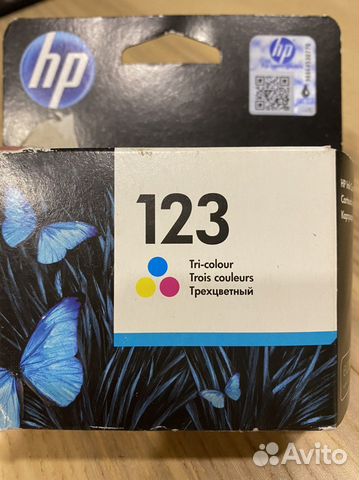 hp
123
Tri-colour
Trois couleurs
Трехцветный
Avito